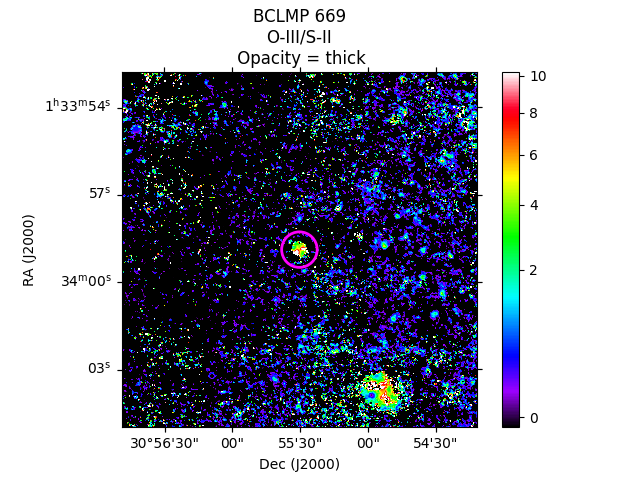 BCLMP 669
O-III/S-II
Opacity = thick
1ʰ33ᵐ54ˢ
57ˢ
34ᵐ00ˢ
03ˢ
RA (J2000)
30°56'30"
00"
55'30"
00"
54'30"
Dec (J2000)
10
8
6
4
2
0